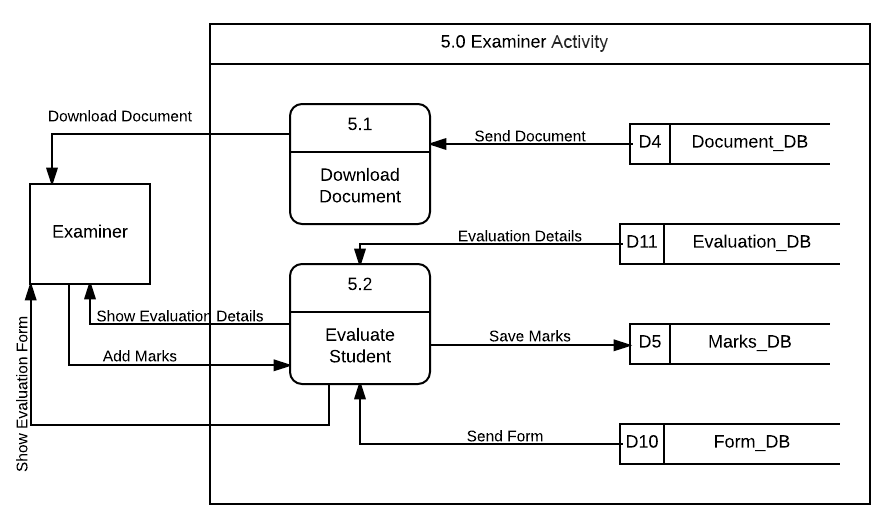 5.0 Examiner Activity
Download Document
5.1
Download
Document
Send Document
D4
Document_DB
Examiner
Evaluation Details
D11
Evaluation_DB
5.2
Evaluate
Student
Show Evaluation Details
Add Marks
Save Marks
D5
Marks_DB
Show Evaluation Form
Send Form
D10
Form_DB